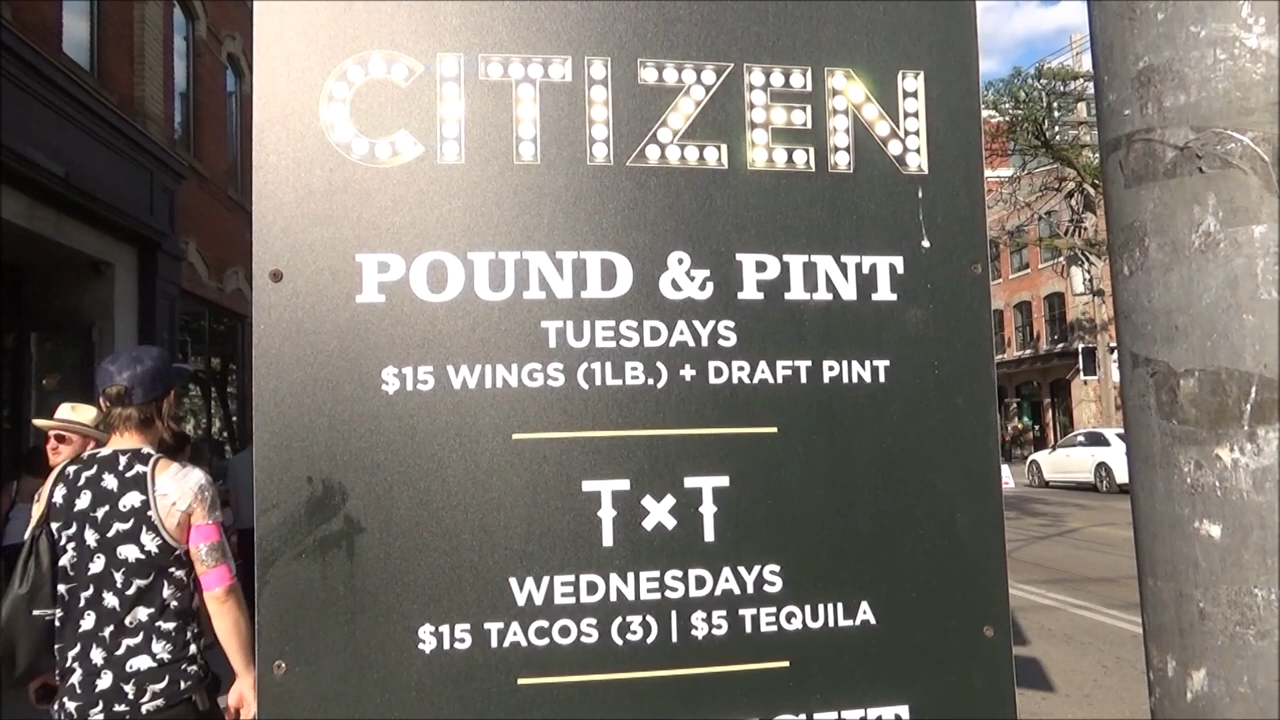 CITIZEN
POUND & PINT
TUESDAYS
$15 WINGS (1LB.) + DRAFT PINT
T×T
WEDNESDAYS
$15 TACOS (3) | $5 TEQUILA